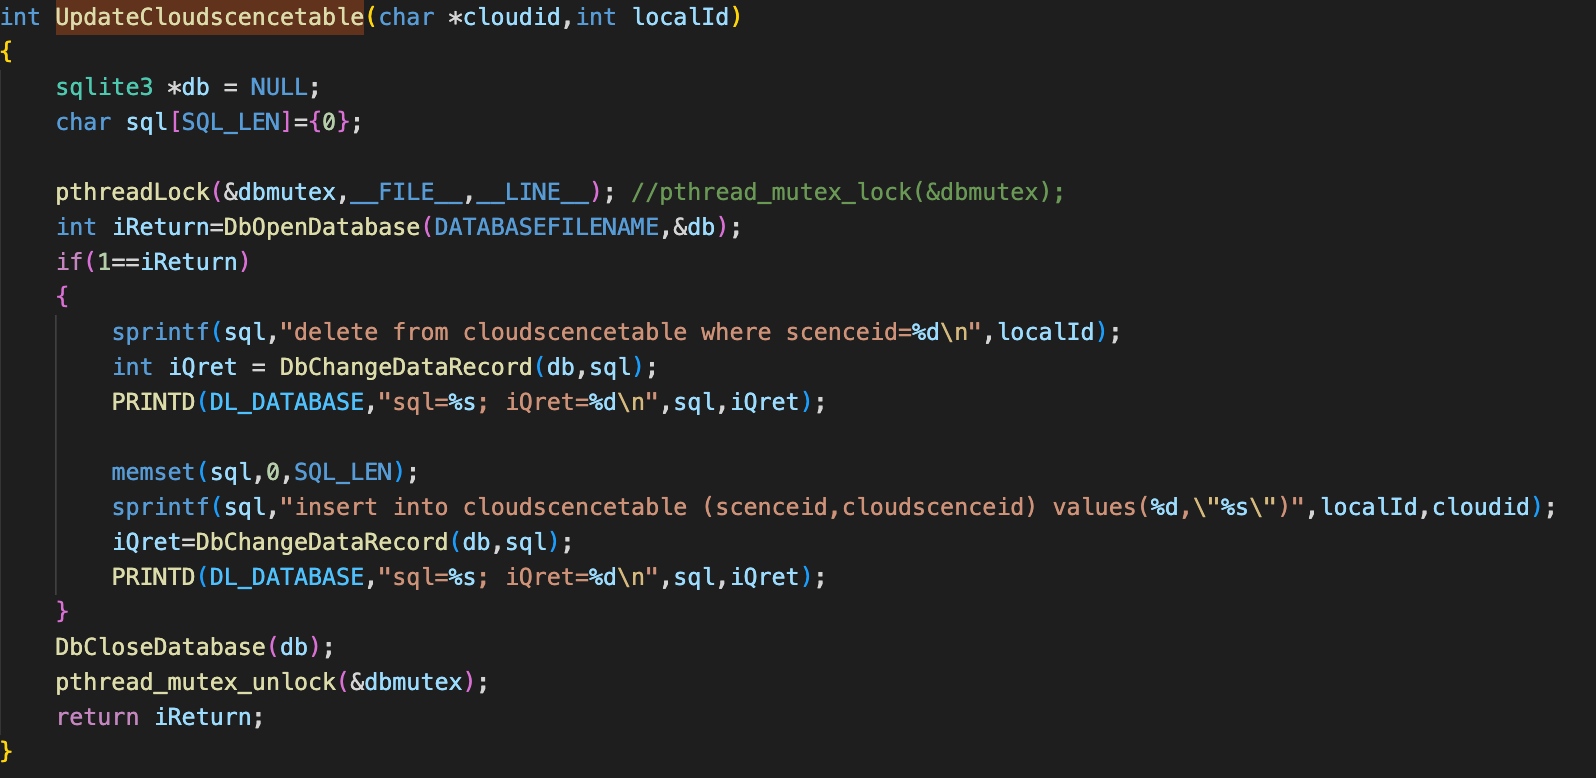 int UpdateCloudscencetable(char *cloudid,int localId)
{
sqlite3 *db = NULL;
char sql[SQL_LEN]={0};
pthreadLock(&dbmutex,__FILE__,__LINE__); //pthread_mutex_lock(&dbmutex);
int iReturn=DbOpenDatabase(DATABASEFILENAME,&db);
if(1==iReturn)
{
sprintf(sql,"delete from cloudscencetable where scenceid=%d\n",localId);
int iQret = DbChangeDataRecord(db,sql);
PRINTD(DL_DATABASE,"sql=%s; iQret=%d\n",sql,iQret);
memset(sql,0,SQL_LEN);
sprintf(sql,"insert into cloudscencetable (scenceid,cloudscenceid) values(%d,\"%s\")",localId,cloudid);
iQret=DbChangeDataRecord(db,sql);
PRINTD(DL_DATABASE,"sql=%s; iQret=%d\n",sql,iQret);
}
DbCloseDatabase(db);
pthread_mutex_unlock(&dbmutex);
return iReturn;
}